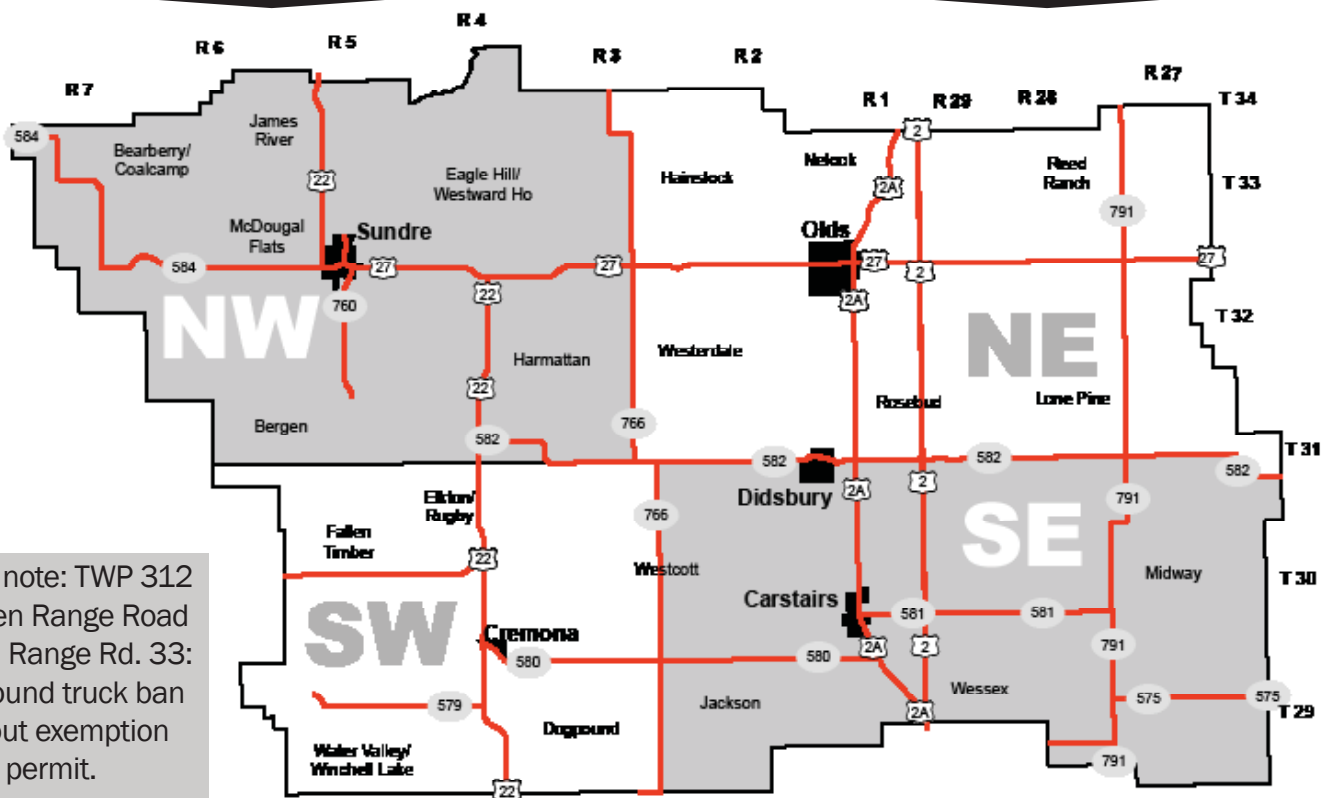 R 4
R 6
R 5
R 3
R 2
R 27
R 7
R 1
R 29
R 28
T 34
584
James
River
2
Bearberry/
Coalcamp
Eagle Hill/
Westward Ho
Nelock
Reed
Ranch
Hainslock
22
2A
T 33
791
McDougal
Flats
Sundre
Olds
584
27
27
27
2
27
760
22
2A
T 32
NW
NE
Westerdale
Harmattan
22
Rosebud
Lone Pine
Bergen
766
582
T 31
582
582
582
2
2A
Didsbury
791
Elkton/
Rugby
766
SE
Fallen
Timber
22
Westcott
Midway
T 30
note: TWP 312
en Range Road
Range Rd. 33:
ound truck ban
out exemption
permit.
Carstairs
581
581
SW
Cremona
2A
2
791
580
580
Jackson
Wessex
575
575
T 29
579
2A
Dogpound
Water Valley/
Winchell Lake
791
22